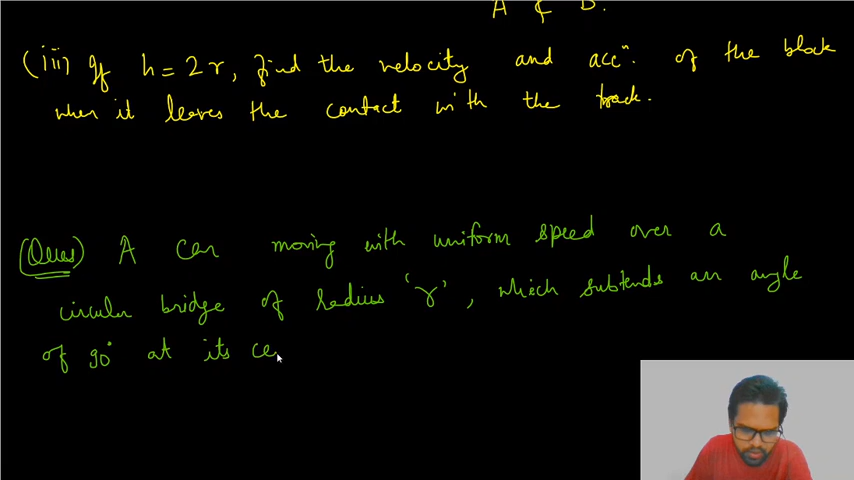 A & B.
(iii) If h = 2r, find the velocity and accⁿ. of the block
when it leaves the contact with the track.
(Ques) A car moving with uniform speed over a
circular bridge of radius 'r', which subtends an angle
of 90° at its ce